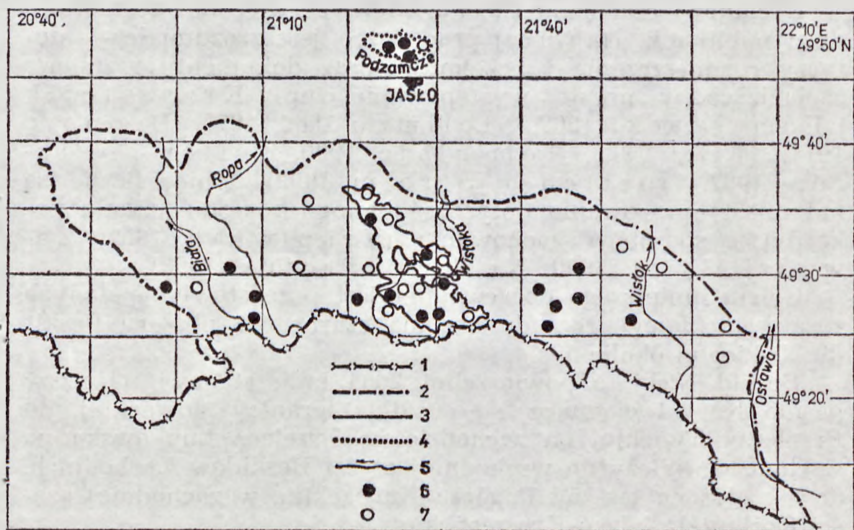 20°40'
21°10'
21°40'
22°10'E
49°50'N
Podzamcze
JASŁO
49°40'
Ropa
Biała
Wisłoka
Wisłok
49°30'
Osława
49°20'
1
2
3
4
5
6
7